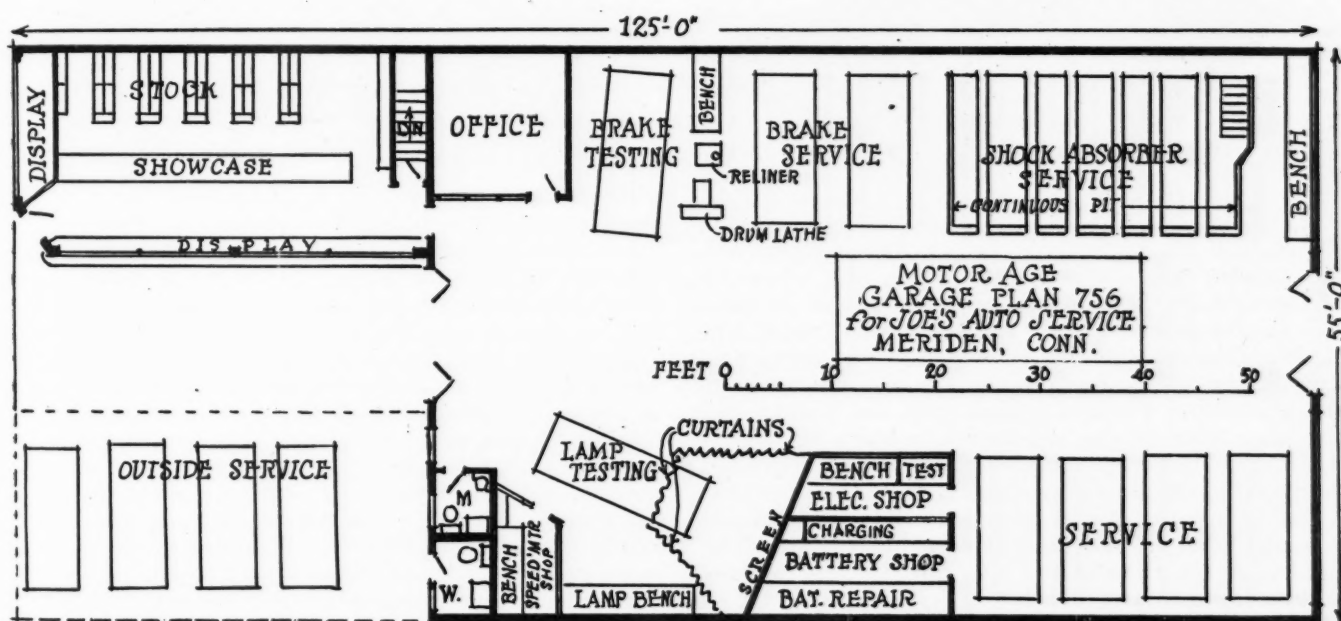 125'-0"
DISPLAY
STOCK
SHOWCASE
DN.
OFFICE
BRAKE
TESTING
BENCH
RELINER
DRUM LATHE
BRAKE
SERVICE
SHOCK ABSORBER
SERVICE
CONTINUOUS PIT
BENCH
DISPLAY
MOTOR AGE
GARAGE PLAN 756
for JOE'S AUTO SERVICE
MERIDEN, CONN.
55'-0"
FEET 0 10 20 30 40 50
OUTSIDE SERVICE
M
W.
BENCH
SPEED'MTR
SHOP
LAMP
TESTING
CURTAINS
LAMP BENCH
SCREEN
BENCH TEST
ELEC. SHOP
CHARGING
BATTERY SHOP
BAT. REPAIR
SERVICE